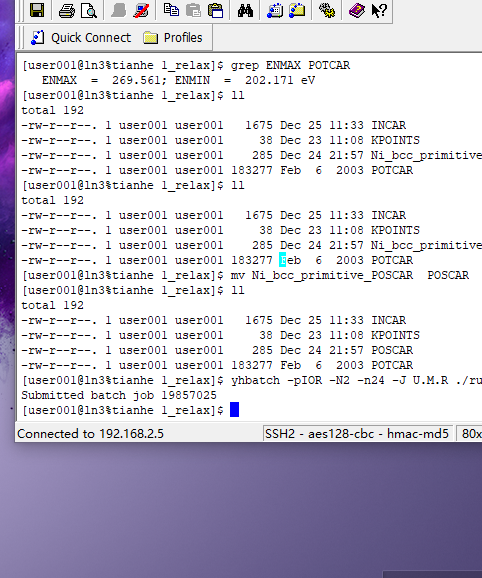 Quick Connect Profiles
[user001@ln3%tianhe 1_relax]$ grep ENMAX POTCAR
ENMAX = 269.561; ENMIN = 202.171 eV
[user001@ln3%tianhe 1_relax]$ ll
total 192
-rw-r--r--. 1 user001 user001 1675 Dec 25 11:33 INCAR
-rw-r--r--. 1 user001 user001 38 Dec 23 11:08 KPOINTS
-rw-r--r--. 1 user001 user001 285 Dec 24 21:57 Ni_bcc_primitive
-rw-r--r--. 1 user001 user001 183277 Feb 6 2003 POTCAR
[user001@ln3%tianhe 1_relax]$ ll
total 192
-rw-r--r--. 1 user001 user001 1675 Dec 25 11:33 INCAR
-rw-r--r--. 1 user001 user001 38 Dec 23 11:08 KPOINTS
-rw-r--r--. 1 user001 user001 285 Dec 24 21:57 Ni_bcc_primitive
-rw-r--r--. 1 user001 user001 183277 Feb 6 2003 POTCAR
[user001@ln3%tianhe 1_relax]$ mv Ni_bcc_primitive_POSCAR POSCAR
[user001@ln3%tianhe 1_relax]$ ll
total 192
-rw-r--r--. 1 user001 user001 1675 Dec 25 11:33 INCAR
-rw-r--r--. 1 user001 user001 38 Dec 23 11:08 KPOINTS
-rw-r--r--. 1 user001 user001 285 Dec 24 21:57 POSCAR
-rw-r--r--. 1 user001 user001 183277 Feb 6 2003 POTCAR
[user001@ln3%tianhe 1_relax]$ yhbatch -pIOR -N2 -n24 -J U.M.R ./ru
Submitted batch job 19857025
[user001@ln3%tianhe 1_relax]$
Connected to 192.168.2.5 SSH2 - aes128-cbc - hmac-md5 80x